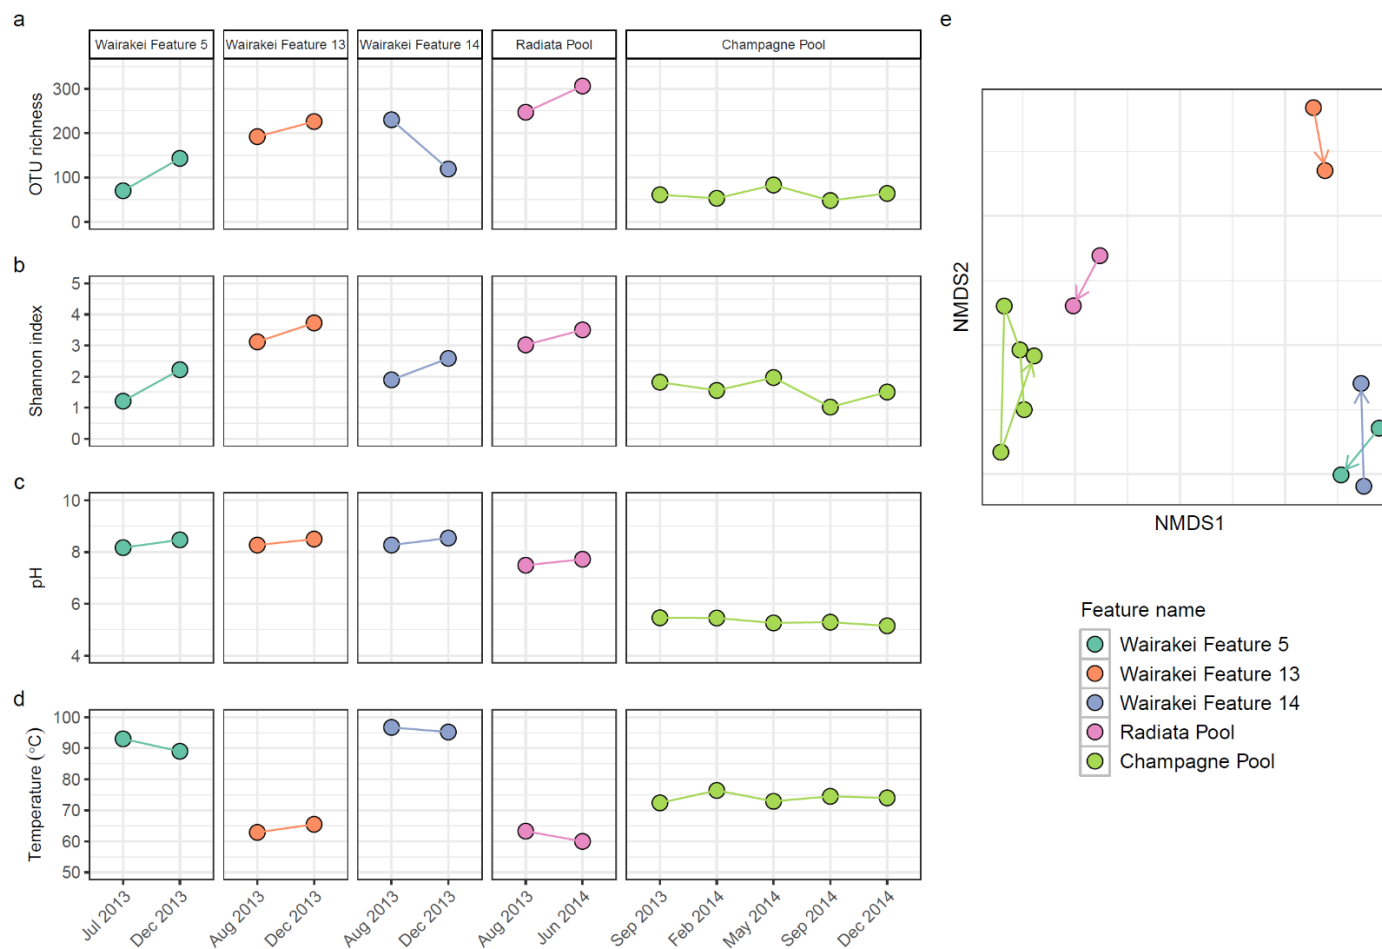 a
Wairakei Feature 5 Wairakei Feature 13 Wairakei Feature 14 Radiata Pool Champagne Pool
OTU richness
300
200
100
0
b
Shannon index
5
4
3
2
1
0
c
pH
10
8
6
4
d
Temperature (°C)
100
90
80
70
60
50
Jul 2013 Dec 2013 Aug 2013 Dec 2013 Aug 2013 Dec 2013 Aug 2013 Jun 2014 Sep 2013 Feb 2014 May 2014 Sep 2014 Dec 2014
e
NMDS2
NMDS1
Feature name
Wairakei Feature 5
Wairakei Feature 13
Wairakei Feature 14
Radiata Pool
Champagne Pool